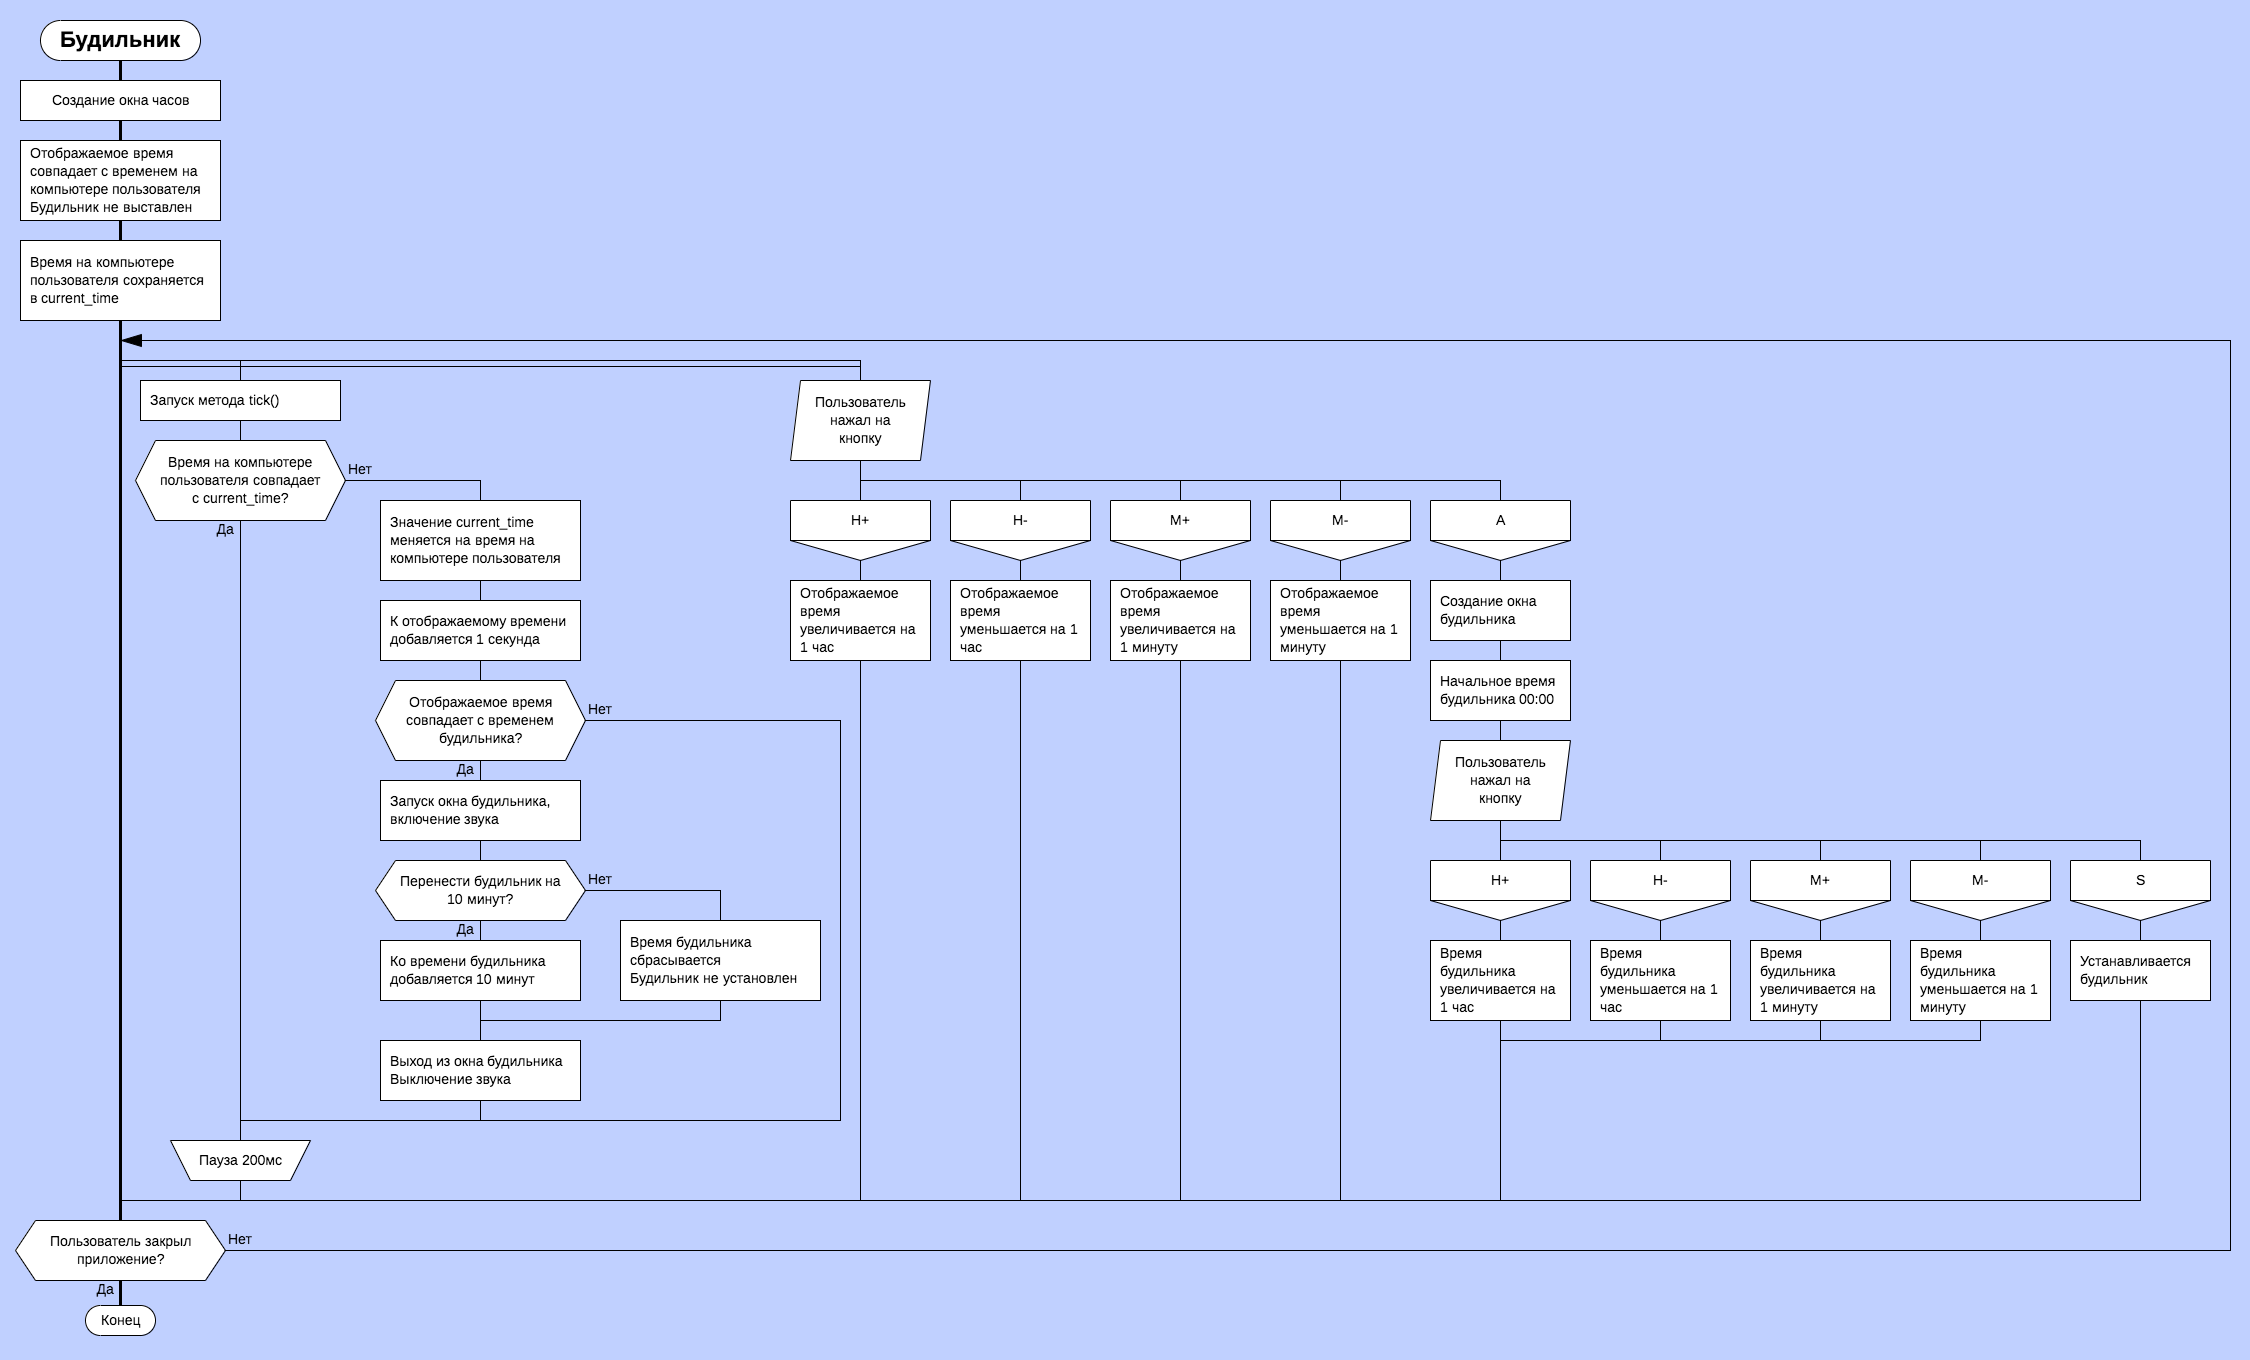 Будильник
Создание окна часов
Отображаемое время
совпадает с временем на
компьютере пользователя
Будильник не выставлен
Время на компьютере
пользователя сохраняется
в current_time
Запуск метода tick()
Время на компьютере
пользователя совпадает
с current_time?
Нет
Да
Значение current_time
меняется на время на
компьютере пользователя
К отображаемому времени
добавляется 1 секунда
Отображаемое время
совпадает с временем
будильника?
Нет
Да
Запуск окна будильника,
включение звука
Перенести будильник на
10 минут?
Нет
Да
Ко времени будильника
добавляется 10 минут
Время будильника
сбрасывается
Будильник не установлен
Выход из окна будильника
Выключение звука
Пауза 200мс
Пользователь
нажал на
кнопку
H+
H-
M+
M-
A
Отображаемое
время
увеличивается на
1 час
Отображаемое
время
уменьшается на 1
час
Отображаемое
время
увеличивается на
1 минуту
Отображаемое
время
уменьшается на 1
минуту
Создание окна
будильника
Начальное время
будильника 00:00
Пользователь
нажал на
кнопку
H+
H-
M+
M-
S
Время
будильника
увеличивается на
1 час
Время
будильника
уменьшается на 1
час
Время
будильника
увеличивается на
1 минуту
Время
будильника
уменьшается на 1
минуту
Устанавливается
будильник
Пользователь закрыл
приложение?
Нет
Да
Конец